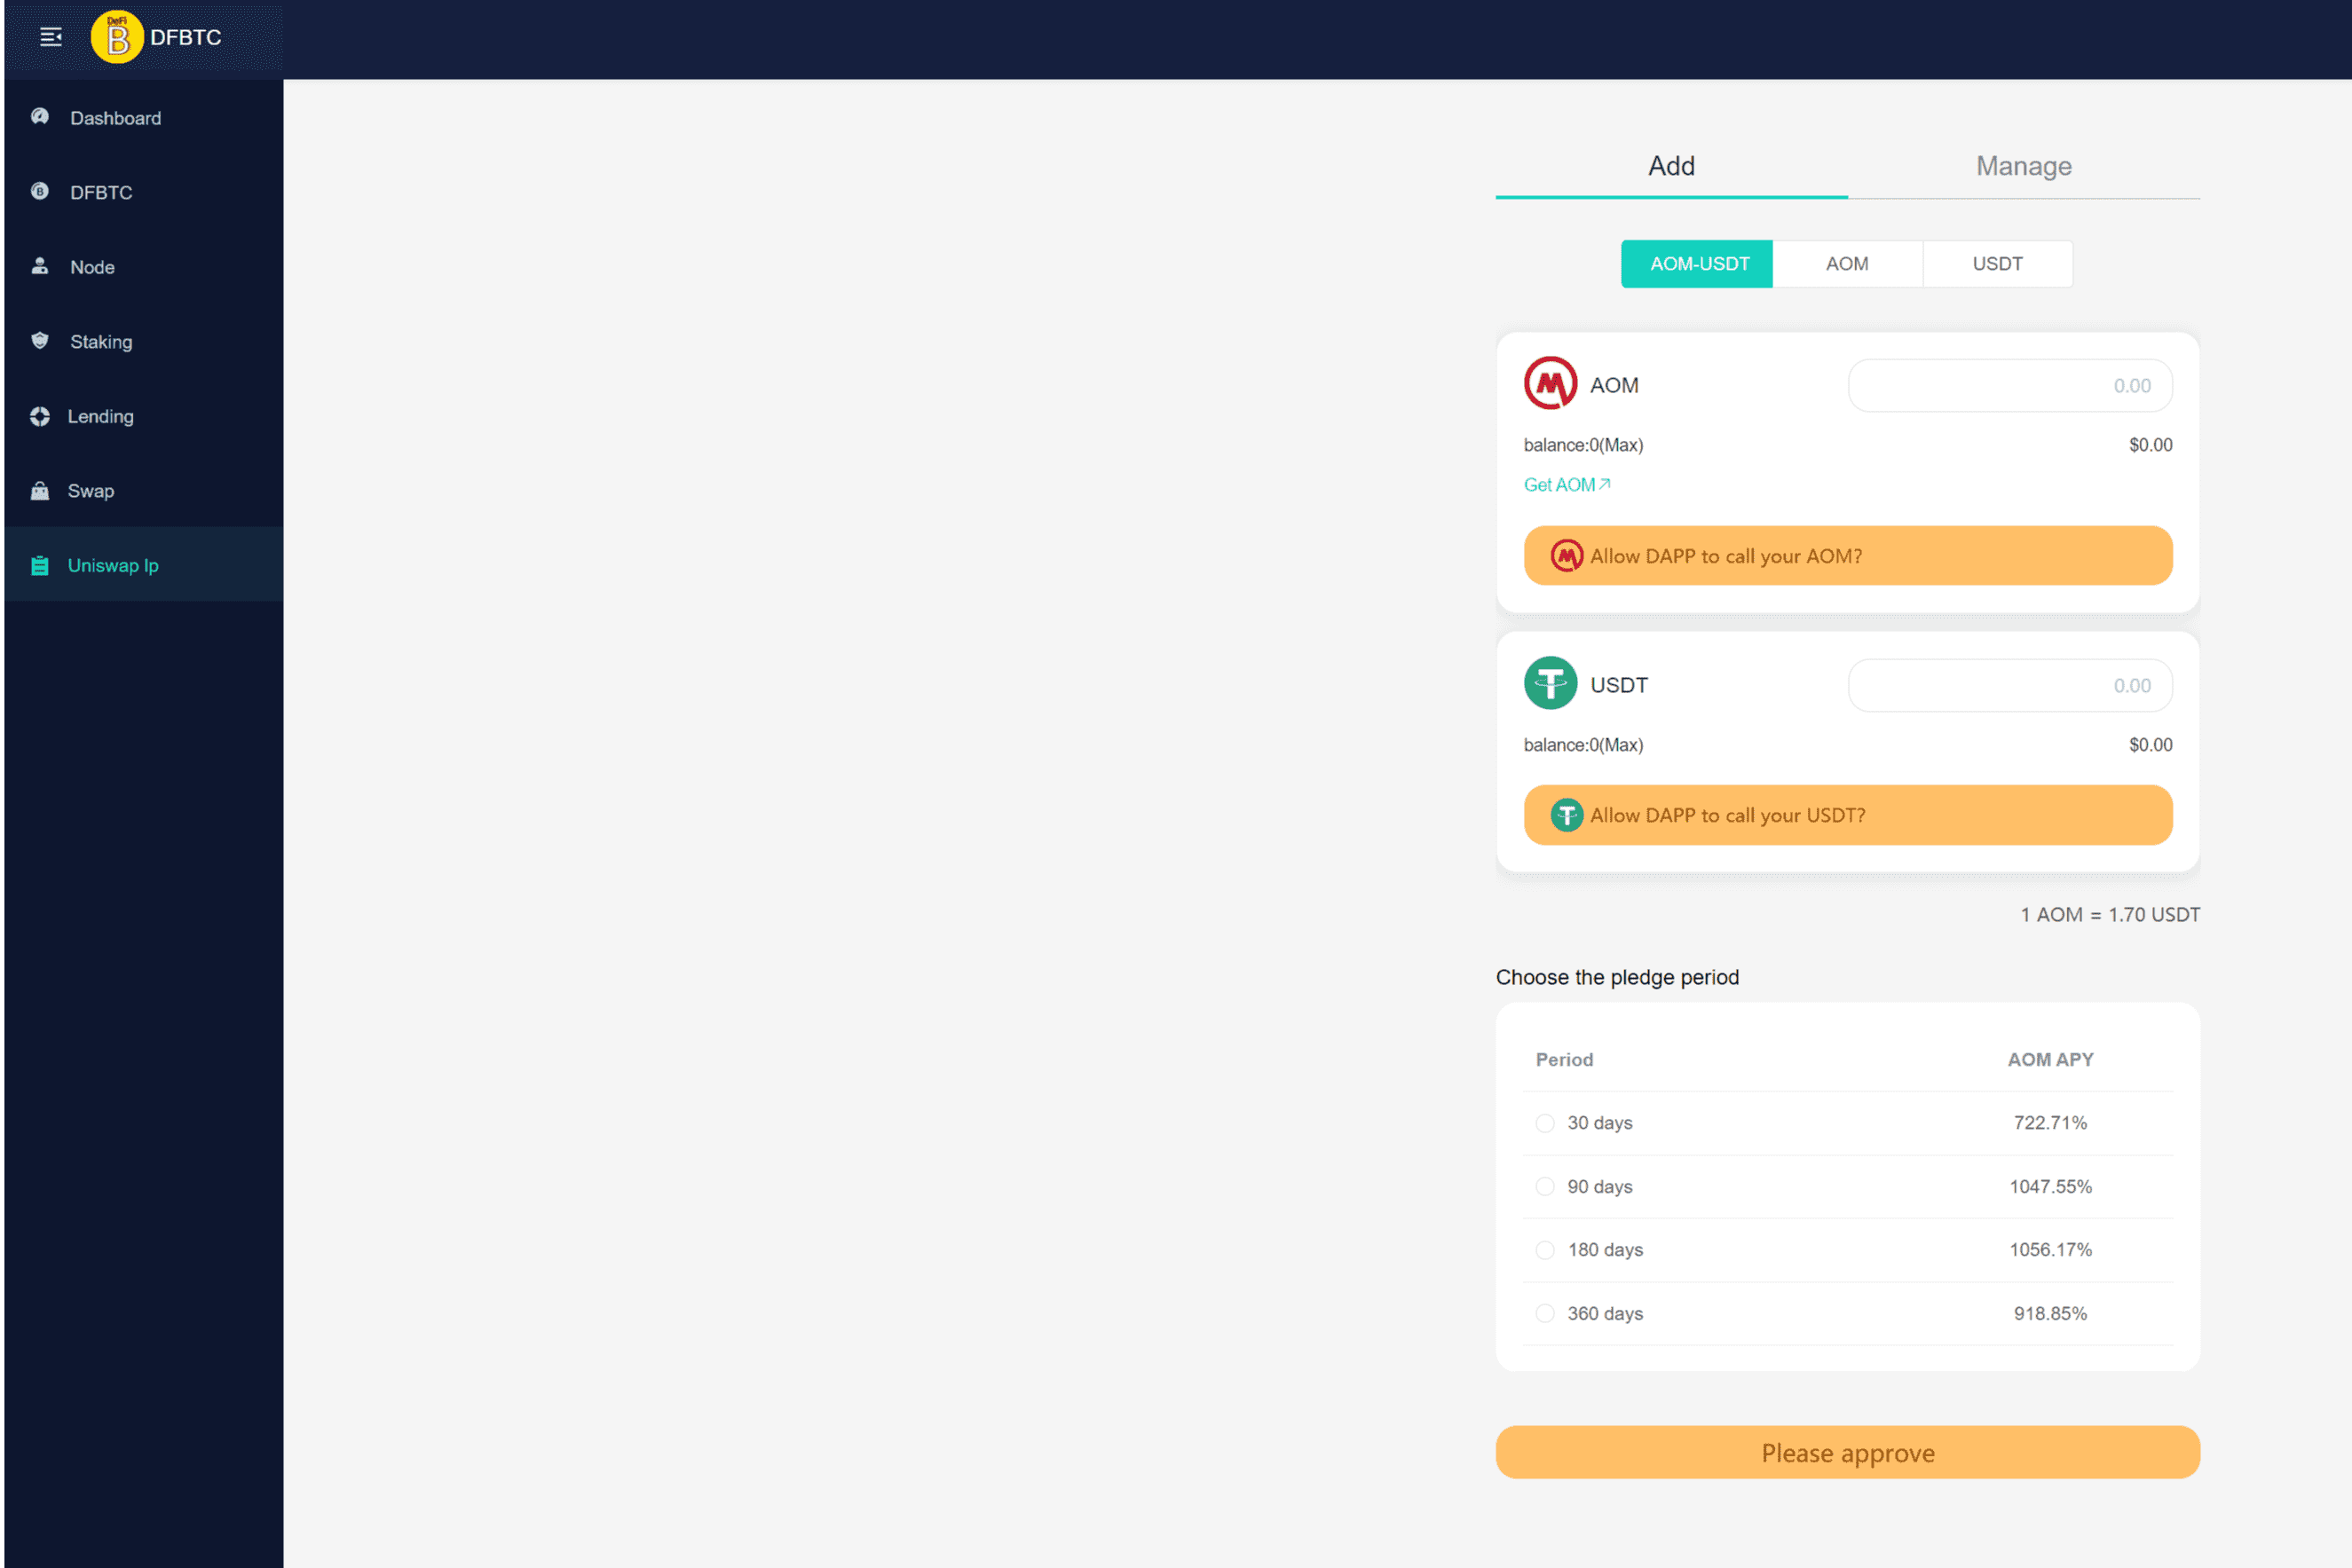 DeFi
B
DFBTC
Dashboard
DFBTC
Node
Staking
Lending
Swap
Uniswap lp
Add
Manage
AOM-USDT
AOM
USDT
AOM
0.00
balance:0(Max)
$0.00
Get AOM
Allow DAPP to call your AOM?
USDT
0.00
balance:0(Max)
$0.00
Allow DAPP to call your USDT?
1 AOM = 1.70 USDT
Choose the pledge period
Period
AOM APY
30 days
722.71%
90 days
1047.55%
180 days
1056.17%
360 days
918.85%
Please approve